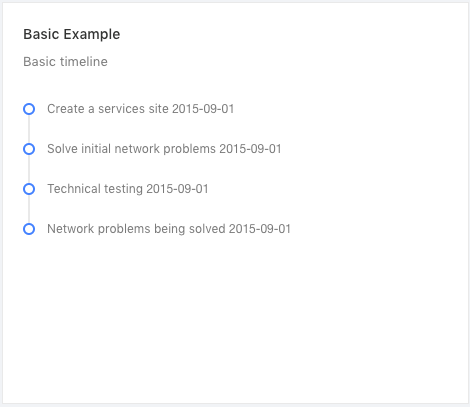 Basic Example
Basic timeline
Create a services site 2015-09-01
Solve initial network problems 2015-09-01
Technical testing 2015-09-01
Network problems being solved 2015-09-01